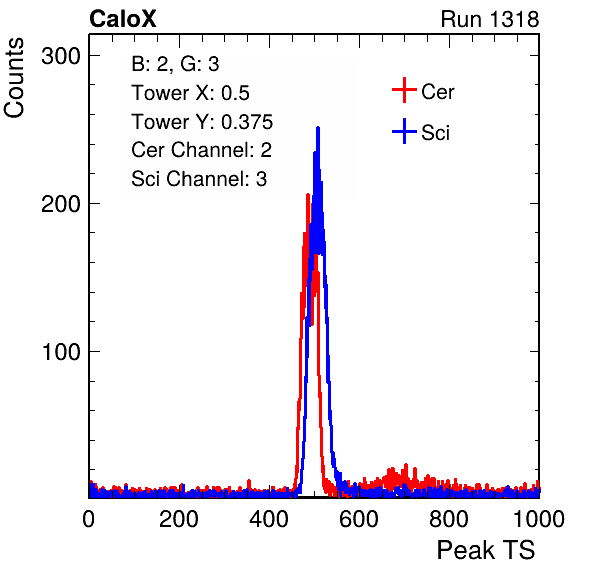 CaloX Run 1318
Counts
300
200
100
B: 2, G: 3
Tower X: 0.5
Tower Y: 0.375
Cer Channel: 2
Sci Channel: 3
Cer
Sci
0 200 400 600 800 1000
Peak TS